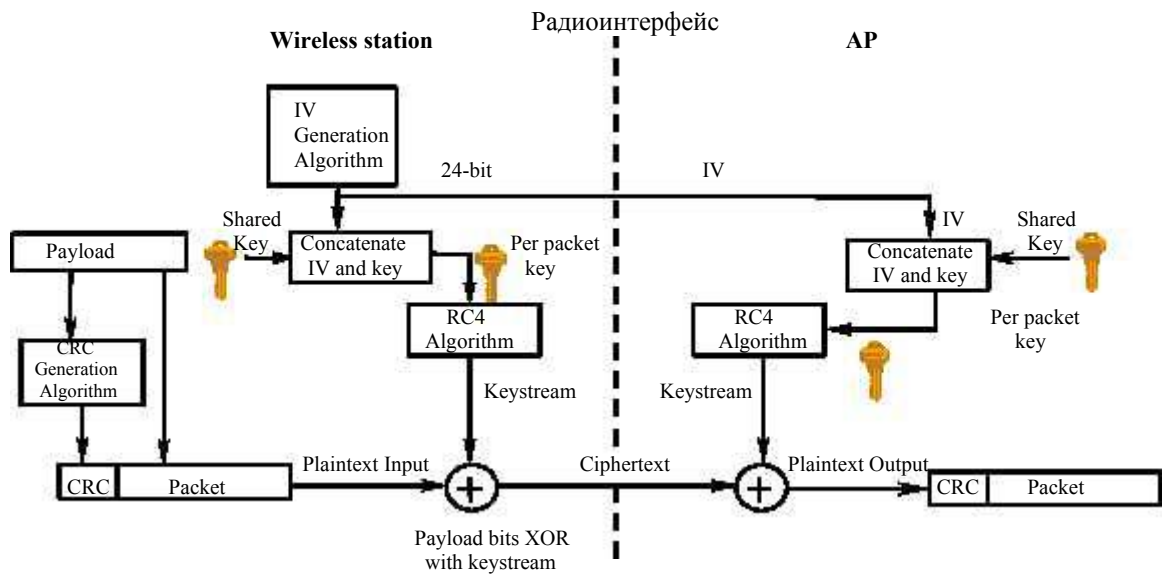 Радиоинтерфейс
Wireless station
AP
IV
Generation
Algorithm
24-bit
IV
Shared
Key
Concatenate
IV and key
Per packet
key
IV
Concatenate
IV and key
Shared
Key
Payload
RC4
Algorithm
RC4
Algorithm
Per packet
key
CRC
Generation
Algorithm
Keystream
Keystream
CRC
Packet
Plaintext Input
Ciphertext
Plaintext Output
CRC
Packet
Payload bits XOR
with keystream